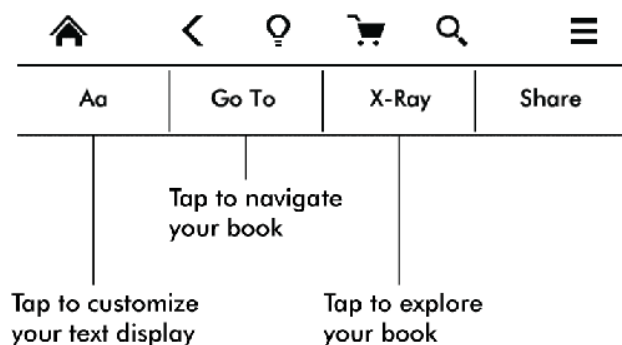 Aa
Go To
X-Ray
Share
Tap to navigate
your book
Tap to customize
your text display
Tap to explore
your book